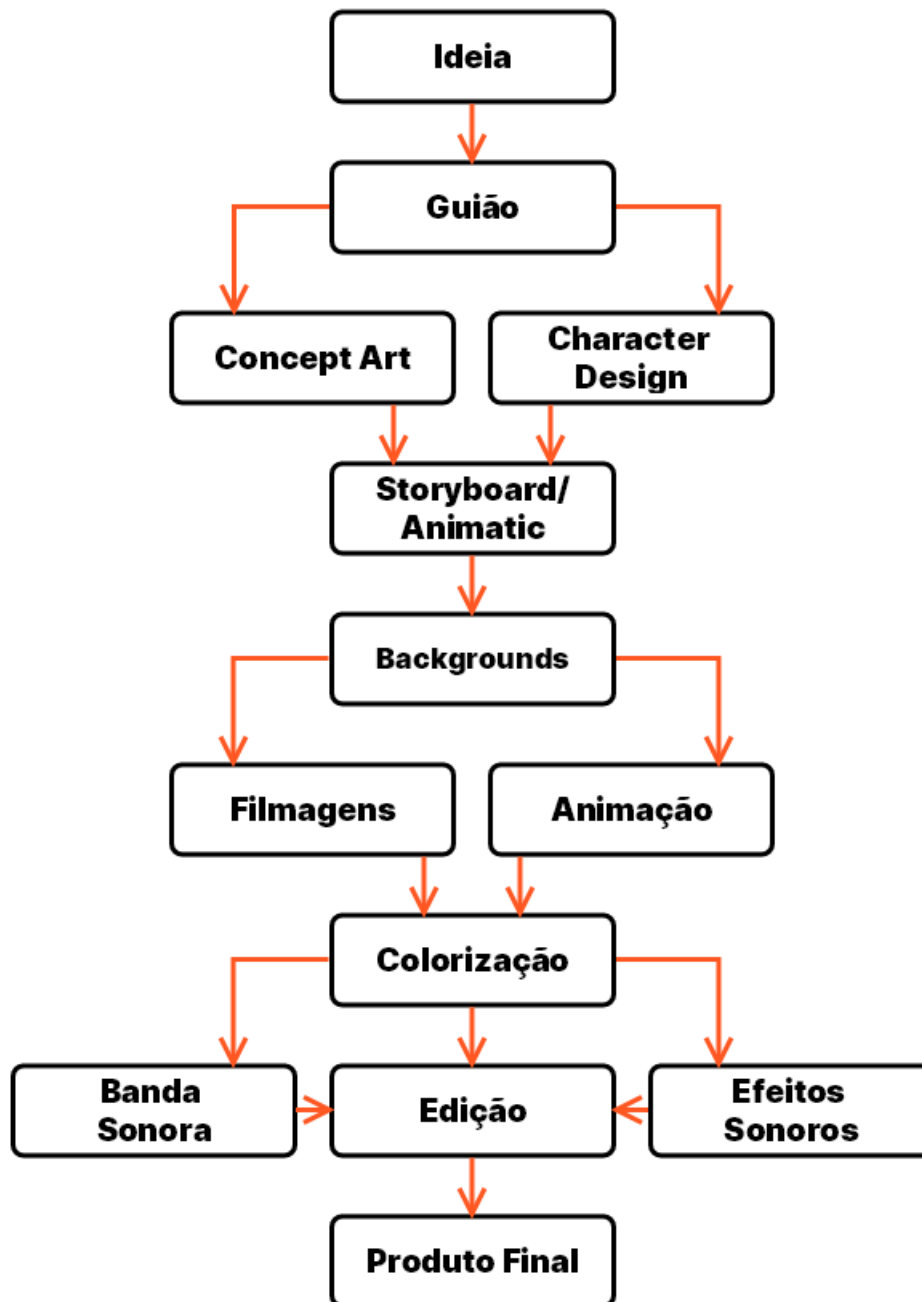 Ideia
Guião
Concept Art
Character
Design
Storyboard/
Animatic
Backgrounds
Filmagens
Animação
Colorização
Banda
Sonora
Edição
Efeitos
Sonoros
Produto Final